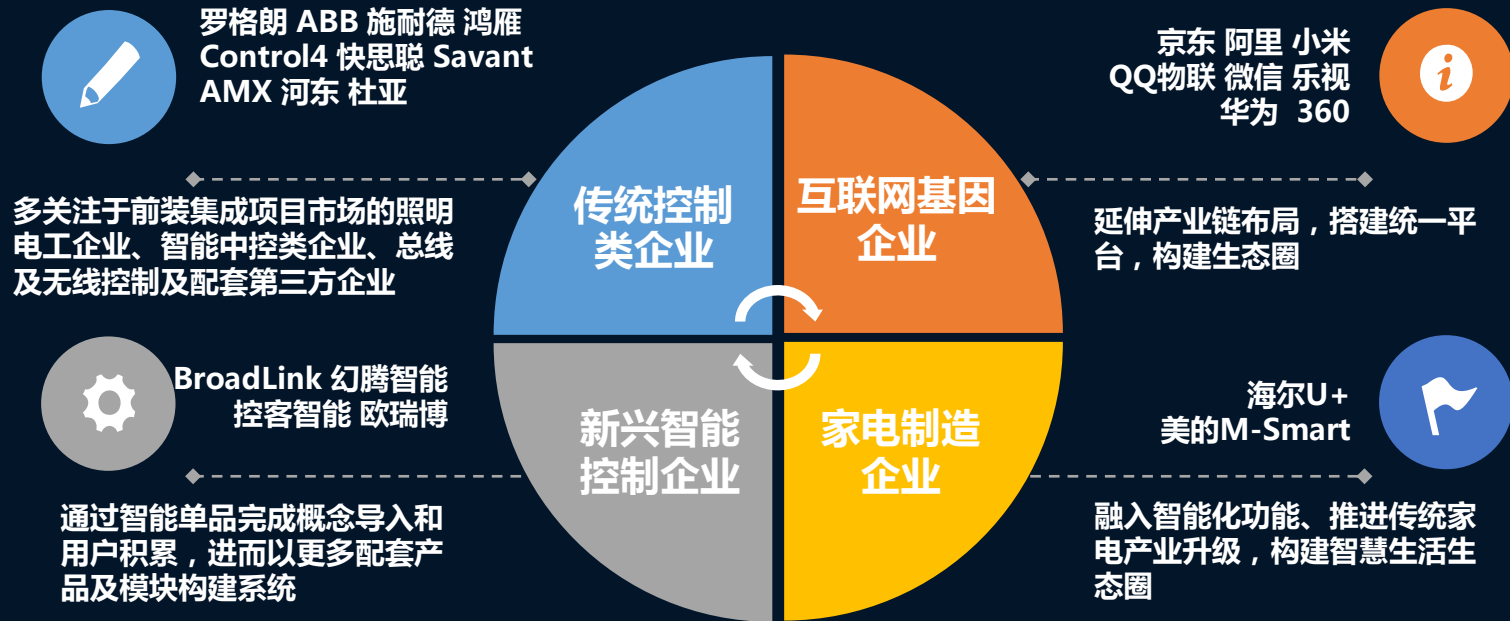 罗格朗 ABB 施耐德 鸿雁
Control4 快思聪 Savant
AMX 河东 杜亚
多关注于前装集成项目市场的照明
电工企业、智能中控类企业、总线
及无线控制及配套第三方企业
传统控制
类企业
互联网基因
企业
京东 阿里 小米
QQ物联 微信 乐视
华为 360
延伸产业链布局，搭建统一平
台，构建生态圈
BroadLink 幻腾智能
控客智能 欧瑞博
通过智能单品完成概念导入和
用户积累，进而以更多配套产
品及模块构建系统
新兴智能
控制企业
家电制造
企业
海尔U+
美的M-Smart
融入智能化功能、推进传统家
电产业升级，构建智慧生活生
态圈